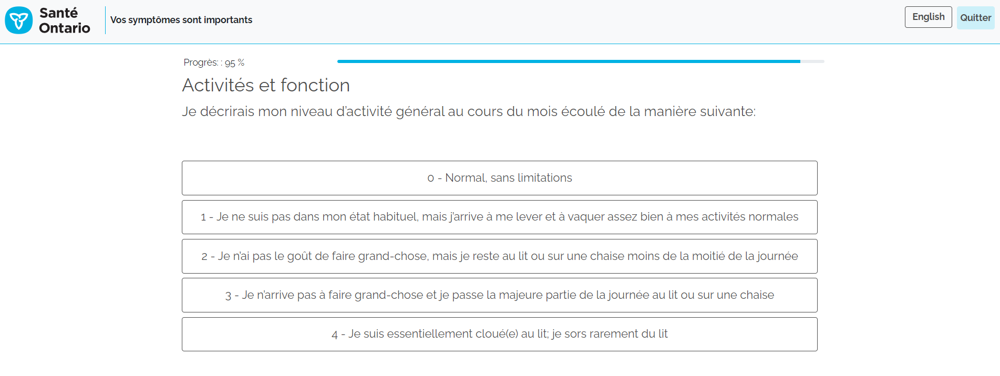 Santé
Ontario
Vos symptômes sont importants
English
Quitter
Progrès: : 95 %
Activités et fonction
Je décrirais mon niveau d’activité général au cours du mois écoulé de la manière suivante:
0 - Normal, sans limitations
1 - Je ne suis pas dans mon état habituel, mais j’arrive à me lever et à vaquer assez bien à mes activités normales
2 - Je n’ai pas le goût de faire grand-chose, mais je reste au lit ou sur une chaise moins de la moitié de la journée
3 - Je n’arrive pas à faire grand-chose et je passe la majeure partie de la journée au lit ou sur une chaise
4 - Je suis essentiellement cloué(e) au lit; je sors rarement du lit